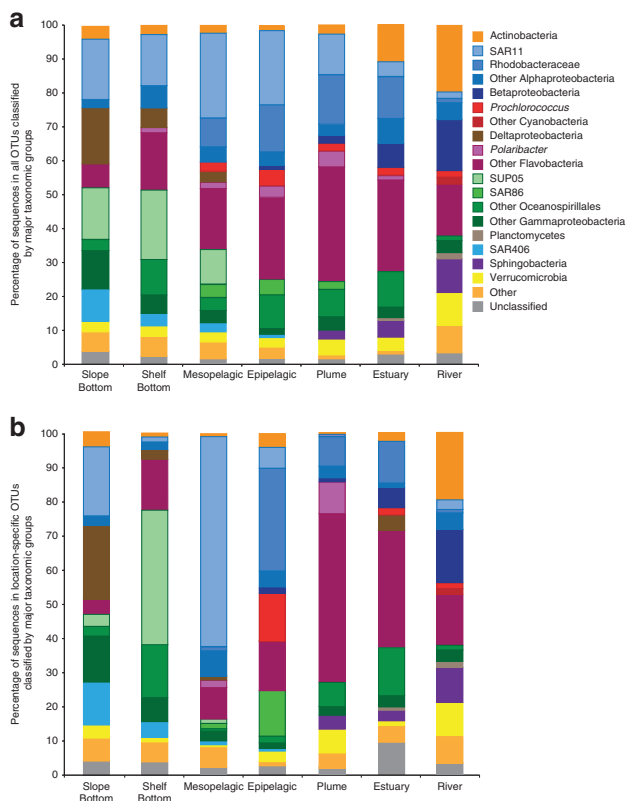 a
Percentage of sequences in all OTUs classified
by major taxonomic groups
100
90
80
70
60
50
40
30
20
10
0
Slope
Bottom
Shelf
Bottom
Mesopelagic
Epipelagic
Plume
Estuary
River
Actinobacteria
SAR11
Rhodobacteraceae
Other Alphaproteobacteria
Betaproteobacteria
Prochlorococcus
Other Cyanobacteria
Deltaproteobacteria
Polaribacter
Other Flavobacteria
SUP05
SAR86
Other Oceanospirillales
Other Gammaproteobacteria
Planctomycetes
SAR406
Sphingobacteria
Verrucomicrobia
Other
Unclassified
b
Percentage of sequences in location-specific OTUs
classified by major taxonomic groups
100
90
80
70
60
50
40
30
20
10
0
Slope
Bottom
Shelf
Bottom
Mesopelagic
Epipelagic
Plume
Estuary
River